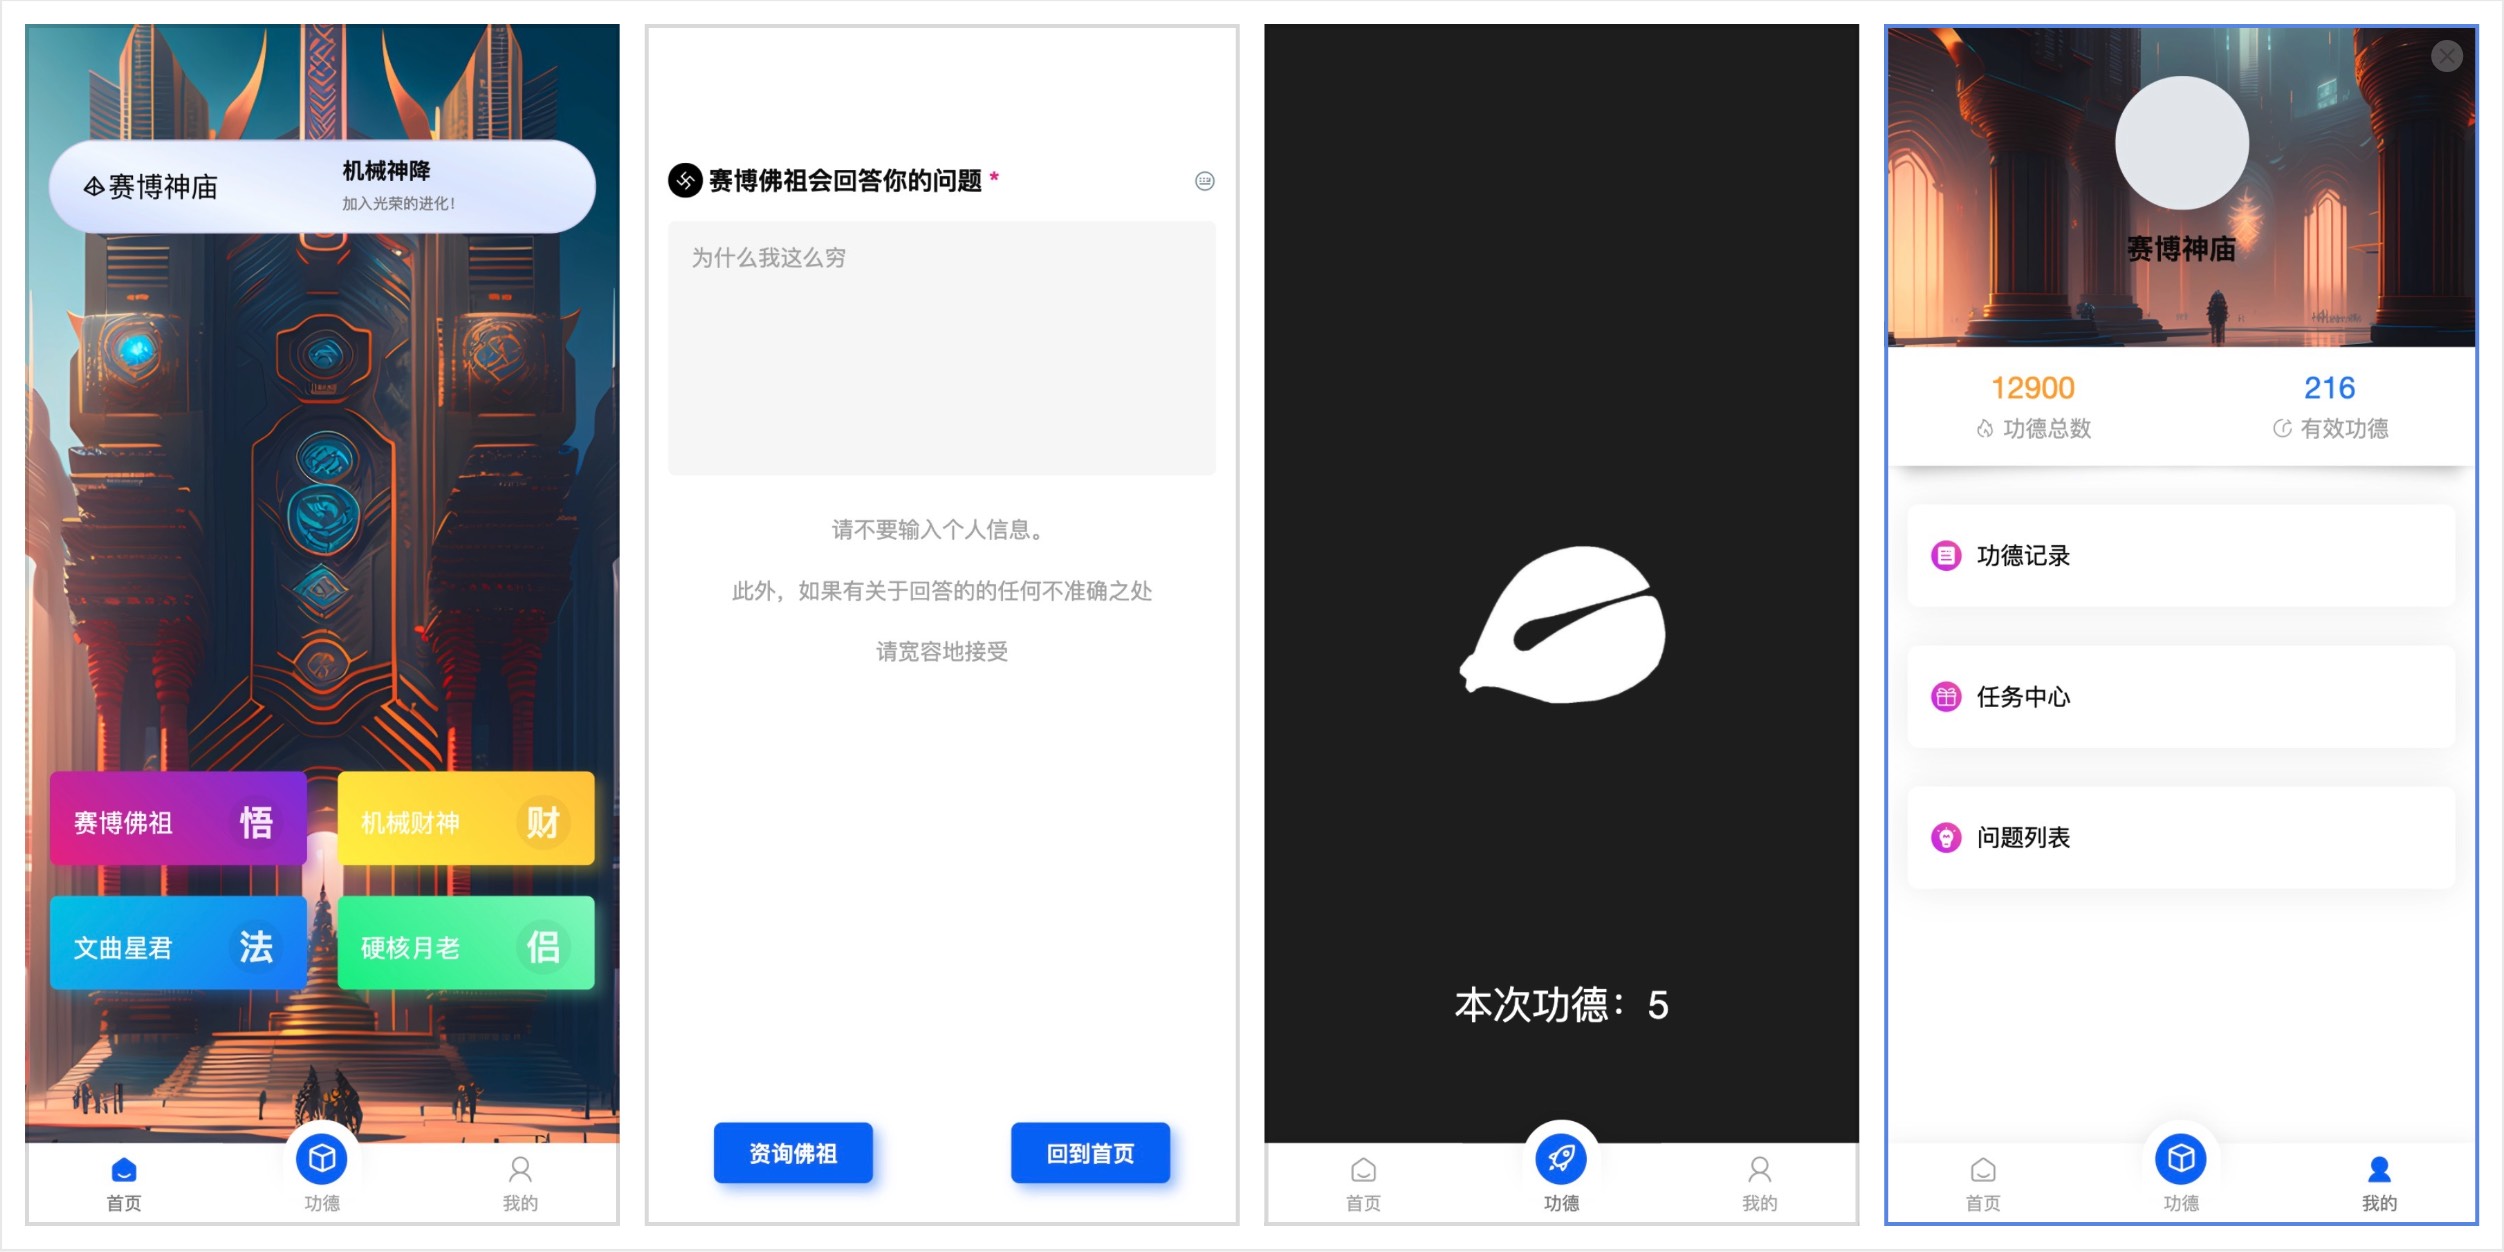 赛博神庙
机械神降
加入光荣的进化!
赛博佛祖 悟
机械财神 财
文曲星君 法
硬核月老 侣
首页
功德
我的
赛博佛祖会回答你的问题 *
为什么我这么穷
请不要输入个人信息。
此外，如果有关于回答的的任何不准确之处
请宽容地接受
资询佛祖
回到首页
本次功德：5
首页
功德
我的
赛博神庙
12900
功德总数
216
有效功德
功德记录
任务中心
问题列表
首页
功德
我的